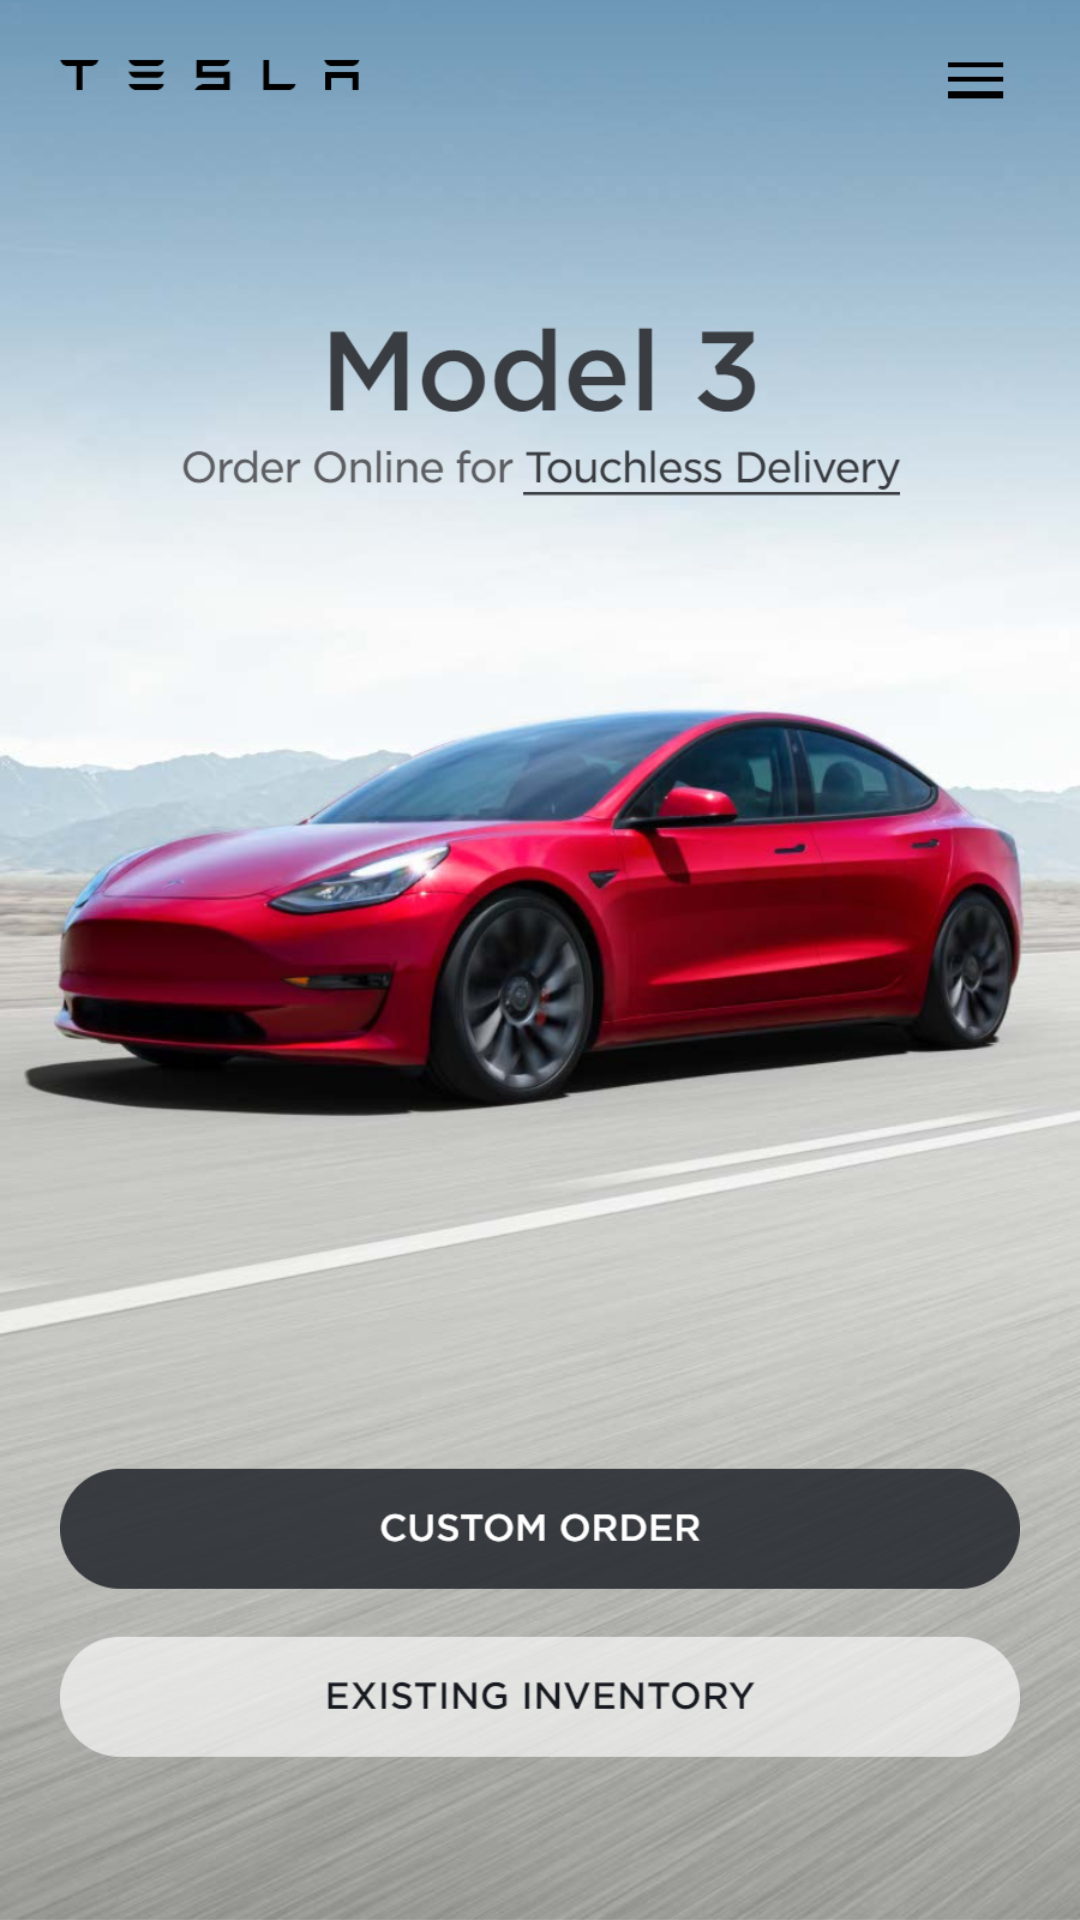 TESLA
Model 3
Order Online for Touchless Delivery
CUSTOM ORDER
EXISTING INVENTORY